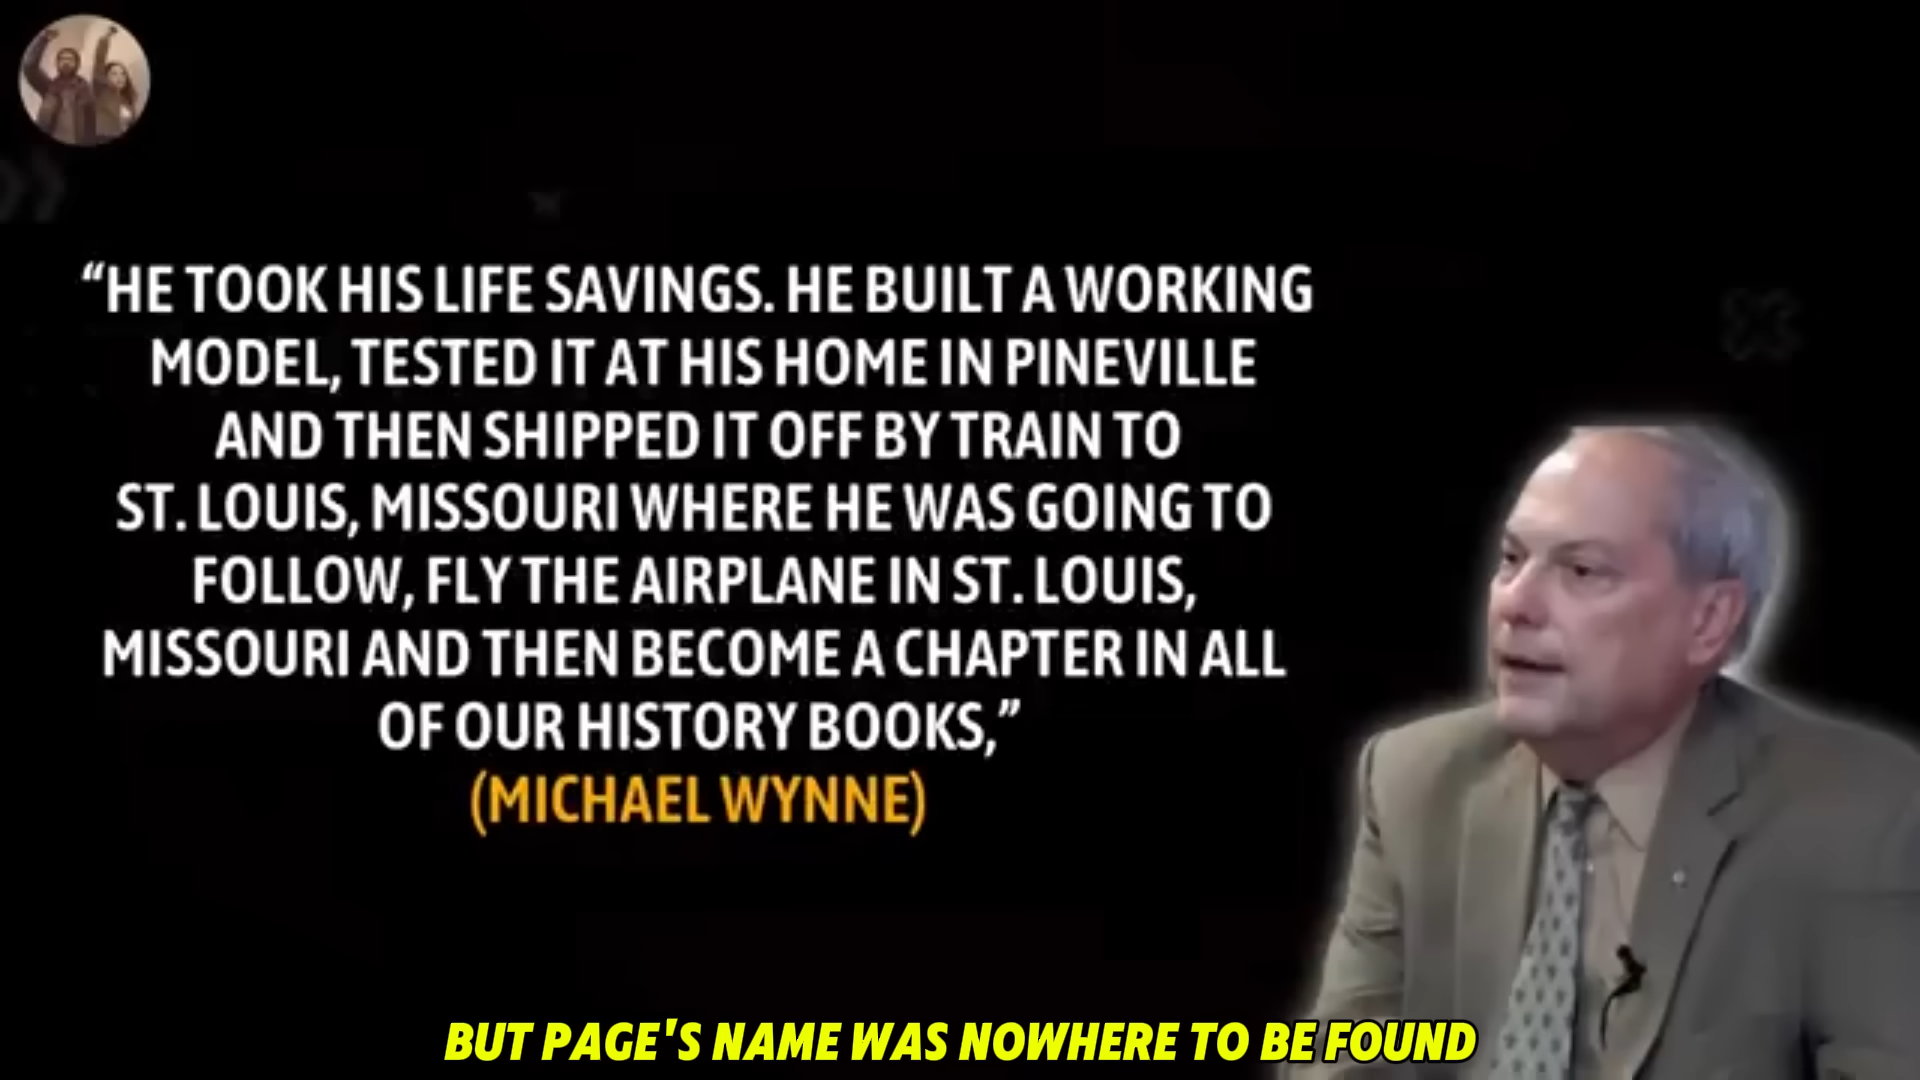 “HE TOOK HIS LIFE SAVINGS. HE BUILT A WORKING
MODEL, TESTED IT AT HIS HOME IN PINEVILLE
AND THEN SHIPPED IT OFF BY TRAIN TO
ST. LOUIS, MISSOURI WHERE HE WAS GOING TO
FOLLOW, FLY THE AIRPLANE IN ST. LOUIS,
MISSOURI AND THEN BECOME A CHAPTER IN ALL
OF OUR HISTORY BOOKS,”
(MICHAEL WYNNE)
BUT PAGE'S NAME WAS NOWHERE TO BE FOUND